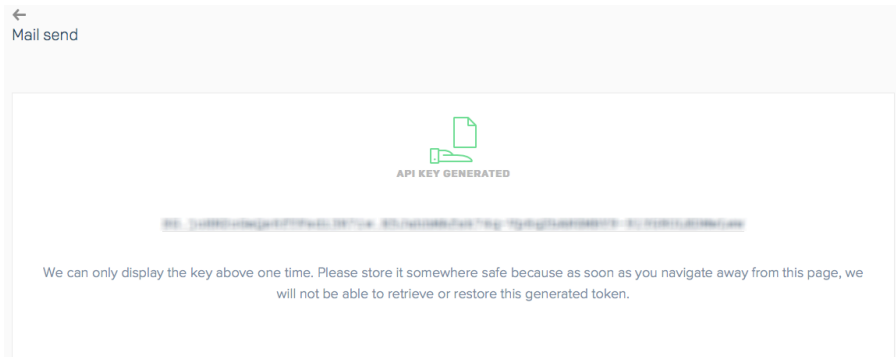 Mail send
API KEY GENERATED
We can only display the key above one time. Please store it somewhere safe because as soon as you navigate away from this page, we
will not be able to retrieve or restore this generated token.